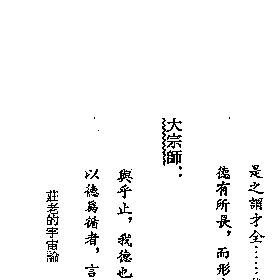 是之謂才全……
德有所長，而形
大宗師：
與乎止，我德也
以德爲循者，言
莊老的宇宙論